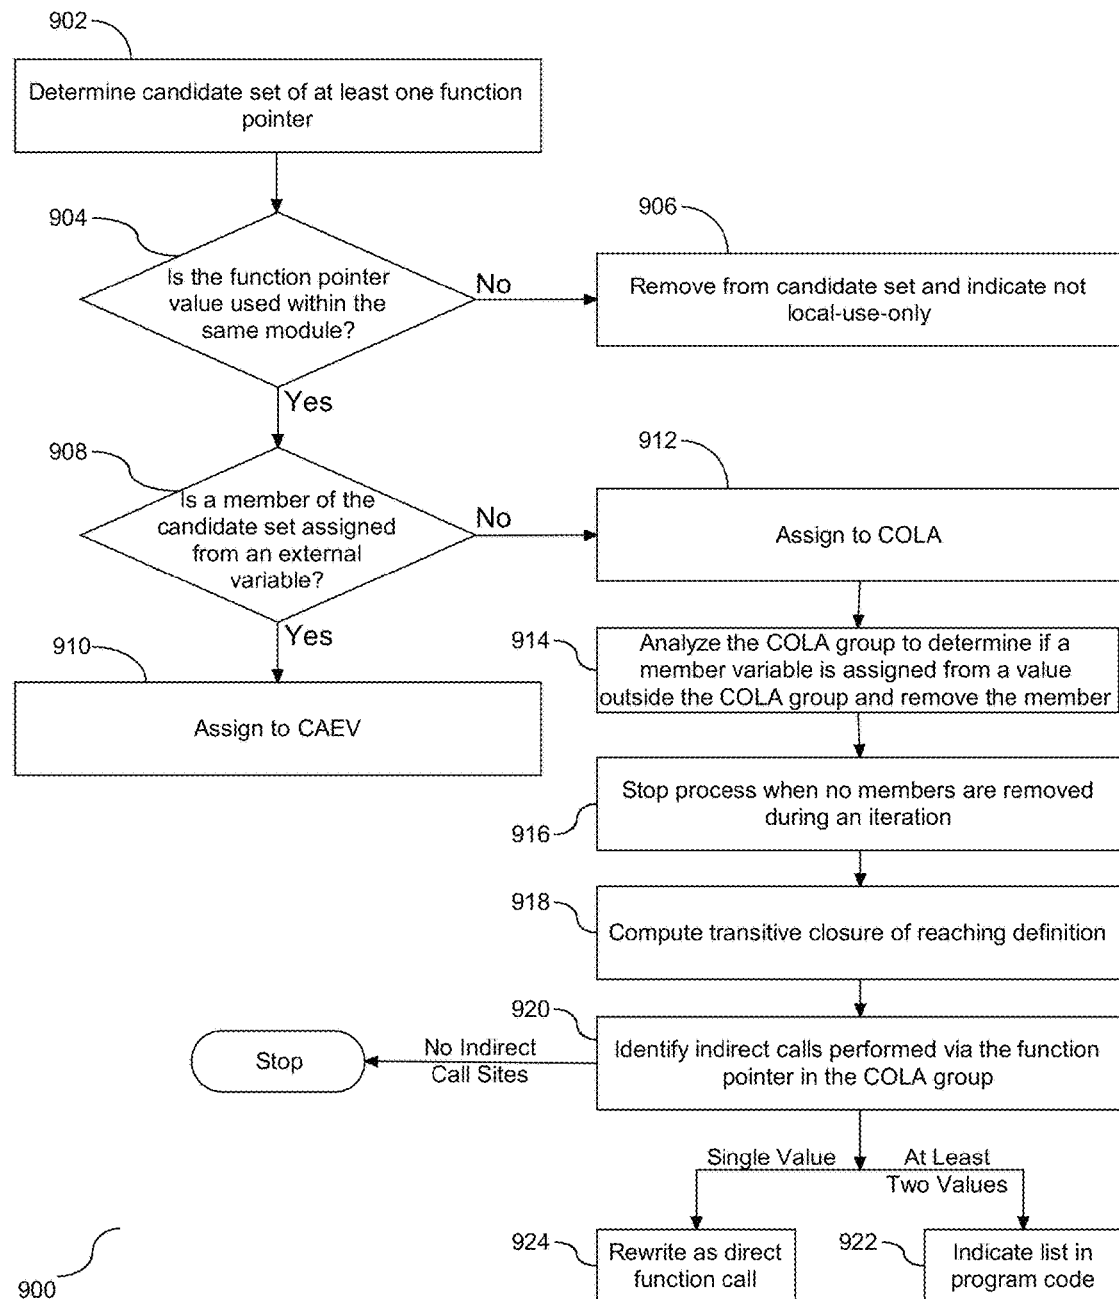 902
Determine candidate set of at least one function
pointer
904
Is the function pointer
value used within the
same module?
No
906
Remove from candidate set and indicate not
local-use-only
Yes
908
Is a member of the
candidate set assigned
from an external
variable?
No
912
Assign to COLA
Yes
910
Assign to CAEV
914
Analyze the COLA group to determine if a
member variable is assigned from a value
outside the COLA group and remove the member
916
Stop process when no members are removed
during an iteration
918
Compute transitive closure of reaching definition
920
Identify indirect calls performed via the function
pointer in the COLA group
No Indirect
Call Sites
Stop
Single Value
At Least
Two Values
924
Rewrite as direct
function call
922
Indicate list in
program code
900